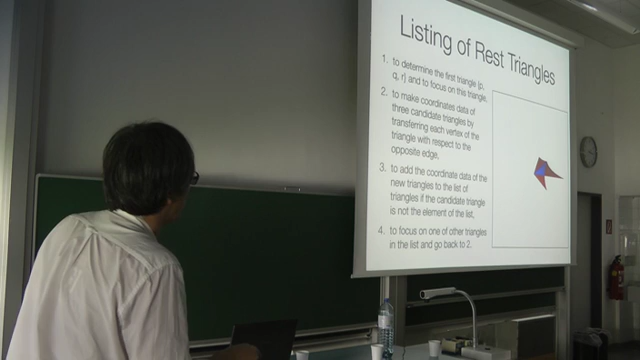 Listing of Rest Triangles
1. to determine the first triangle {p,
q, r} and to focus on this triangle,
2. to make coordinates data of
three candidate triangles by
transferring each vertex of the
triangle with respect to the
opposite edge,
3. to add the coordinate data of the
new triangles to the list of
triangles if the candidate triangle
is not the element of the list,
4. to focus on one of other triangles
in the list and go back to 2.